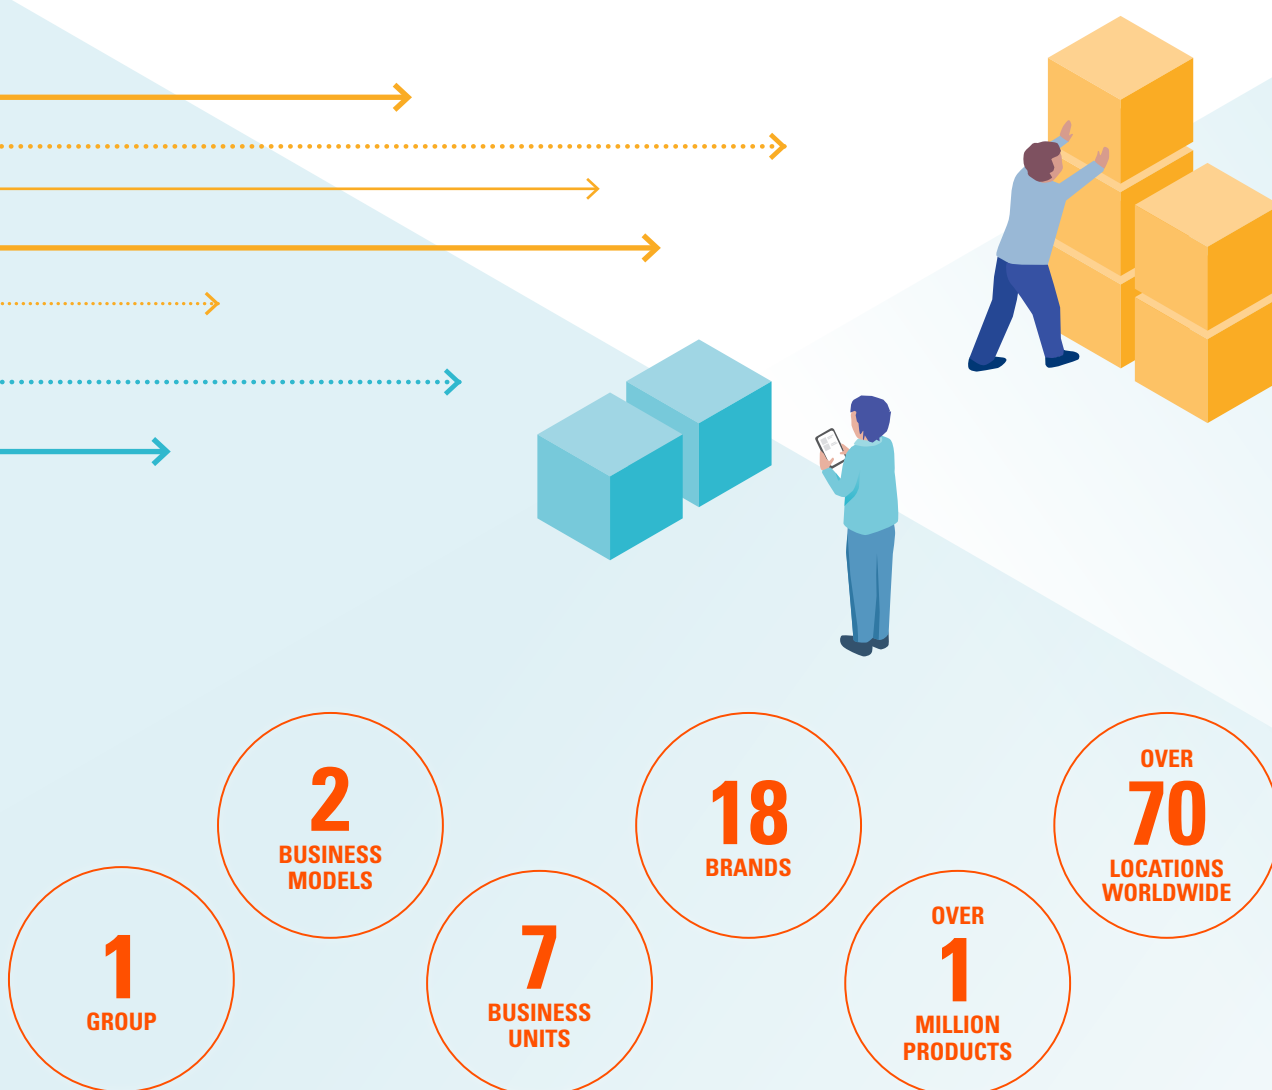 1
GROUP
2
BUSINESS
MODELS
7
BUSINESS
UNITS
18
BRANDS
OVER
1
MILLION
PRODUCTS
OVER
70
LOCATIONS
WORLDWIDE